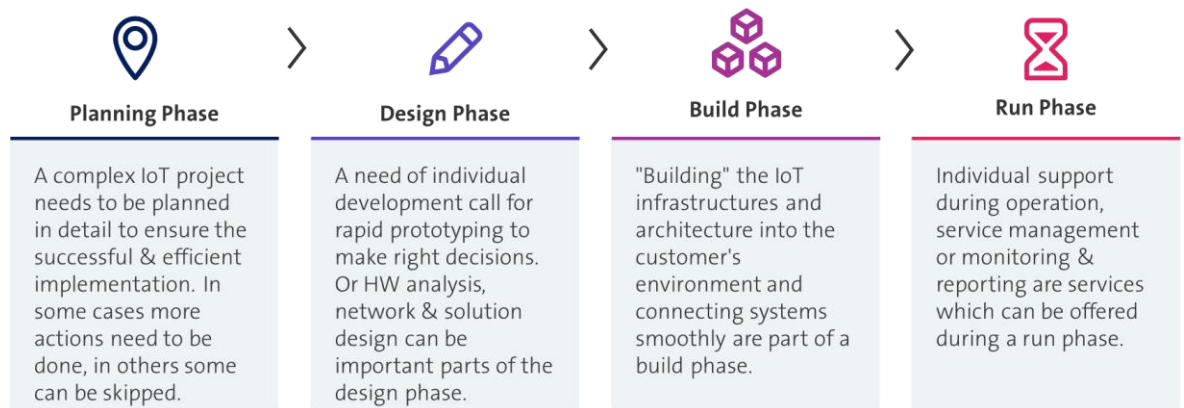 Planning Phase
A complex IoT project
needs to be planned
in detail to ensure the
successful & efficient
implementation. In
some cases more
actions need to be
done, in others some
can be skipped.
Design Phase
A need of individual
development call for
rapid prototyping to
make right decisions.
Or HW analysis,
network & solution
design can be
important parts of the
design phase.
Build Phase
"Building" the IoT
infrastructures and
architecture into the
customer's
environment and
connecting systems
smoothly are part of a
build phase.
Run Phase
Individual support
during operation,
service management
or monitoring &
reporting are services
which can be offered
during a run phase.